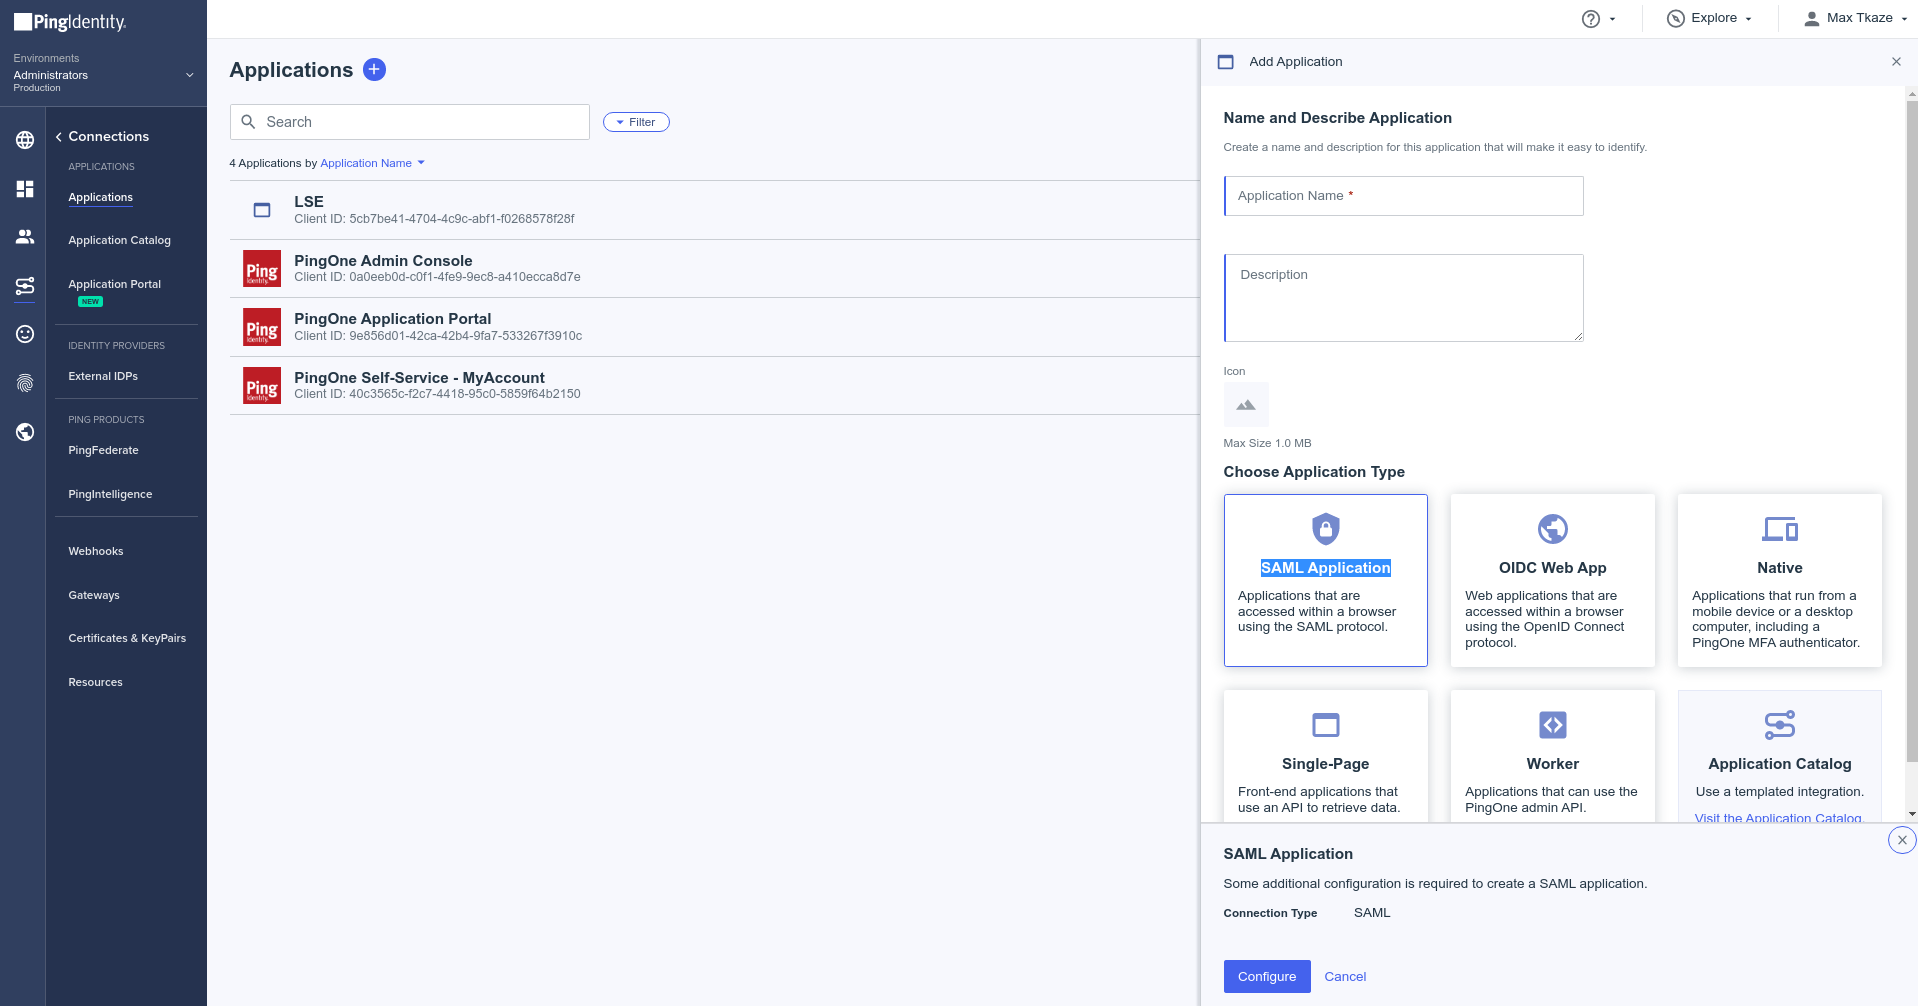 PingIdentity.
Environments
Administrators
Production
Explore
Max Tkaze
Connections
APPLICATIONS
Applications
Application Catalog
Application Portal
NEW
IDENTITY PROVIDERS
External IDPs
PING PRODUCTS
PingFederate
PingIntelligence
Webhooks
Gateways
Certificates & KeyPairs
Resources
Applications
Search
Filter
4 Applications by Application Name
LSE
Client ID: 5cb7be41-4704-4c9c-abf1-f0268578f28f
Ping
Identity.
PingOne Admin Console
Client ID: 0a0eeb0d-c0f1-4fe9-9ec8-a410ecca8d7e
Ping
Identity.
PingOne Application Portal
Client ID: 9e856d01-42ca-42b4-9fa7-533267f3910c
Ping
Identity.
PingOne Self-Service - MyAccount
Client ID: 40c3565c-f2c7-4418-95c0-5859f64b2150
Add Application
Name and Describe Application
Create a name and description for this application that will make it easy to identify.
Application Name *
Description
Icon
Max Size 1.0 MB
Choose Application Type
SAML Application
Applications that are
accessed within a browser
using the SAML protocol.
OIDC Web App
Web applications that are
accessed within a browser
using the OpenID Connect
protocol.
Native
Applications that run from a
mobile device or a desktop
computer, including a
PingOne MFA authenticator.
Single-Page
Front-end applications that
use an API to retrieve data.
Worker
Applications that can use the
PingOne admin API.
Application Catalog
Use a templated integration.
Visit the Application Catalog.
SAML Application
Some additional configuration is required to create a SAML application.
Connection Type SAML
Configure
Cancel